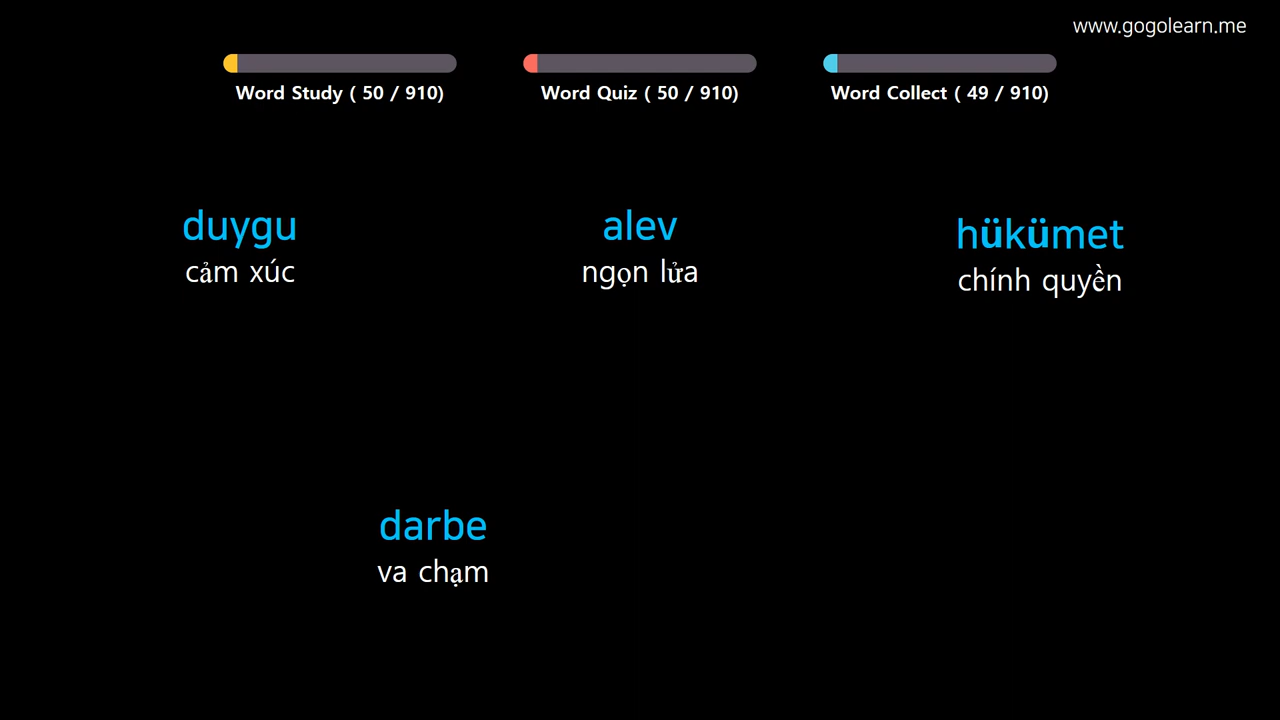 www.gogolearn.me
Word Study ( 50 / 910)
Word Quiz ( 50 / 910)
Word Collect ( 49 / 910)
duygu
cảm xúc
alev
ngọn lửa
hükümet
chính quyền
darbe
va chạm